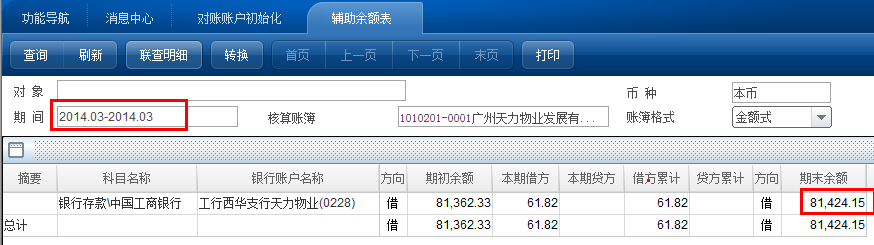 功能导航 消息中心 对账账户初始化 辅助余额表
查询 刷新 联查明细 转换 首页 上一页 下一页 末页 打印
对 象 币 种 本币
期 间 2014.03-2014.03 核算账簿 1010201-0001广州天力物业发展有... 账簿格式 金额式
摘要 科目名称 银行账户名称 方向 期初余额 本期借方 本期贷方 借方累计 贷方累计 方向 期末余额
银行存款\中国工商银行 工行西华支行天力物业(0228) 借 81,362.33 61.82 61.82 借 81,424.15
总计 借 81,362.33 61.82 61.82 借 81,424.15